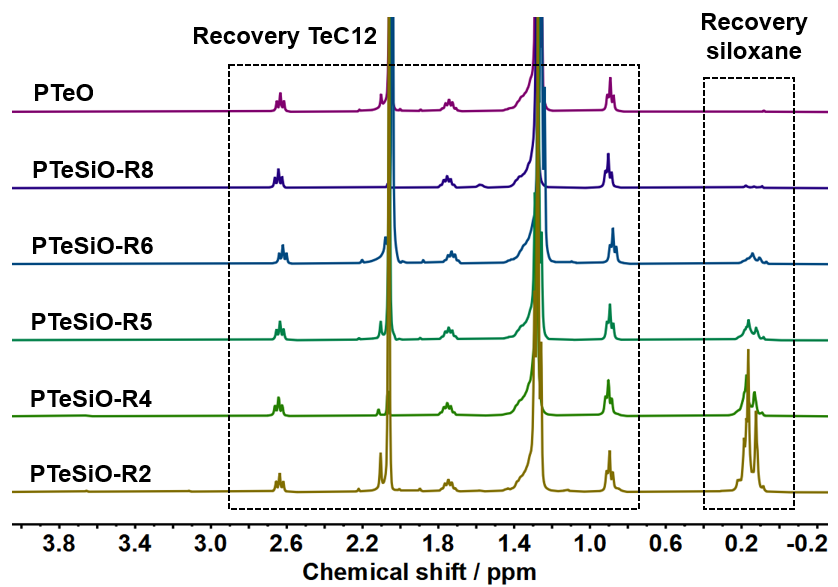 Recovery TeC12
Recovery
siloxane
PTeO
PTeSiO-R8
PTeSiO-R6
PTeSiO-R5
PTeSiO-R4
PTeSiO-R2
3.8 3.4 3.0 2.6 2.2 1.8 1.4 1.0 0.6 0.2 -0.2
Chemical shift / ppm